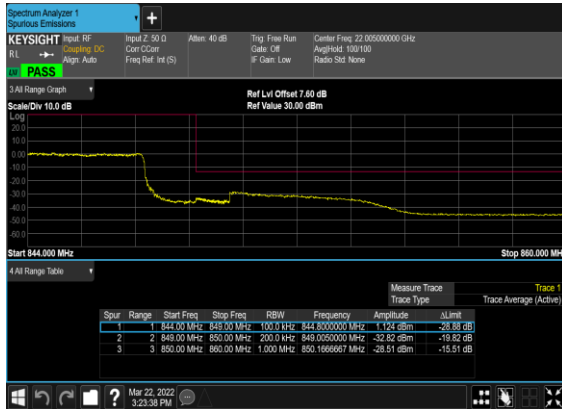 Spectrum Analyzer 1
Spurious Emissions
KEYSIGHT Input: RF Input Z: 50 Ω Atten: 40 dB Trig: Free Run Center Freq: 22.005000000 GHz
RL Coupling: DC Corr CCorr Gate: Off Avg|Hold: 100/100
Align: Auto Freq Ref: Int (S) IF Gain: Low Radio Std: None
PASS
3 All Range Graph
Ref Lvl Offset 7.60 dB
Scale/Div 10.0 dB Ref Value 30.00 dBm
Log
20.0
10.0
0.00
-10.0
-20.0
-30.0
-40.0
-50.0
-60.0
Start 844.000 MHz Stop 860.000 MH
4 All Range Table
Measure Trace Trace 1
Trace Type Trace Average (Active)
Spur Range Start Freq Stop Freq RBW Frequency Amplitude ΔLimit
1 1 844.00 MHz 849.00 MHz 100.0 kHz 844.8000000 MHz 1.124 dBm -28.88 dB
2 2 849.00 MHz 850.00 MHz 200.0 kHz 849.0050000 MHz -32.82 dBm -19.82 dB
3 3 850.00 MHz 860.00 MHz 1.000 MHz 850.1666667 MHz -28.51 dBm -15.51 dB
? Mar 22, 2022
3:23:38 PM